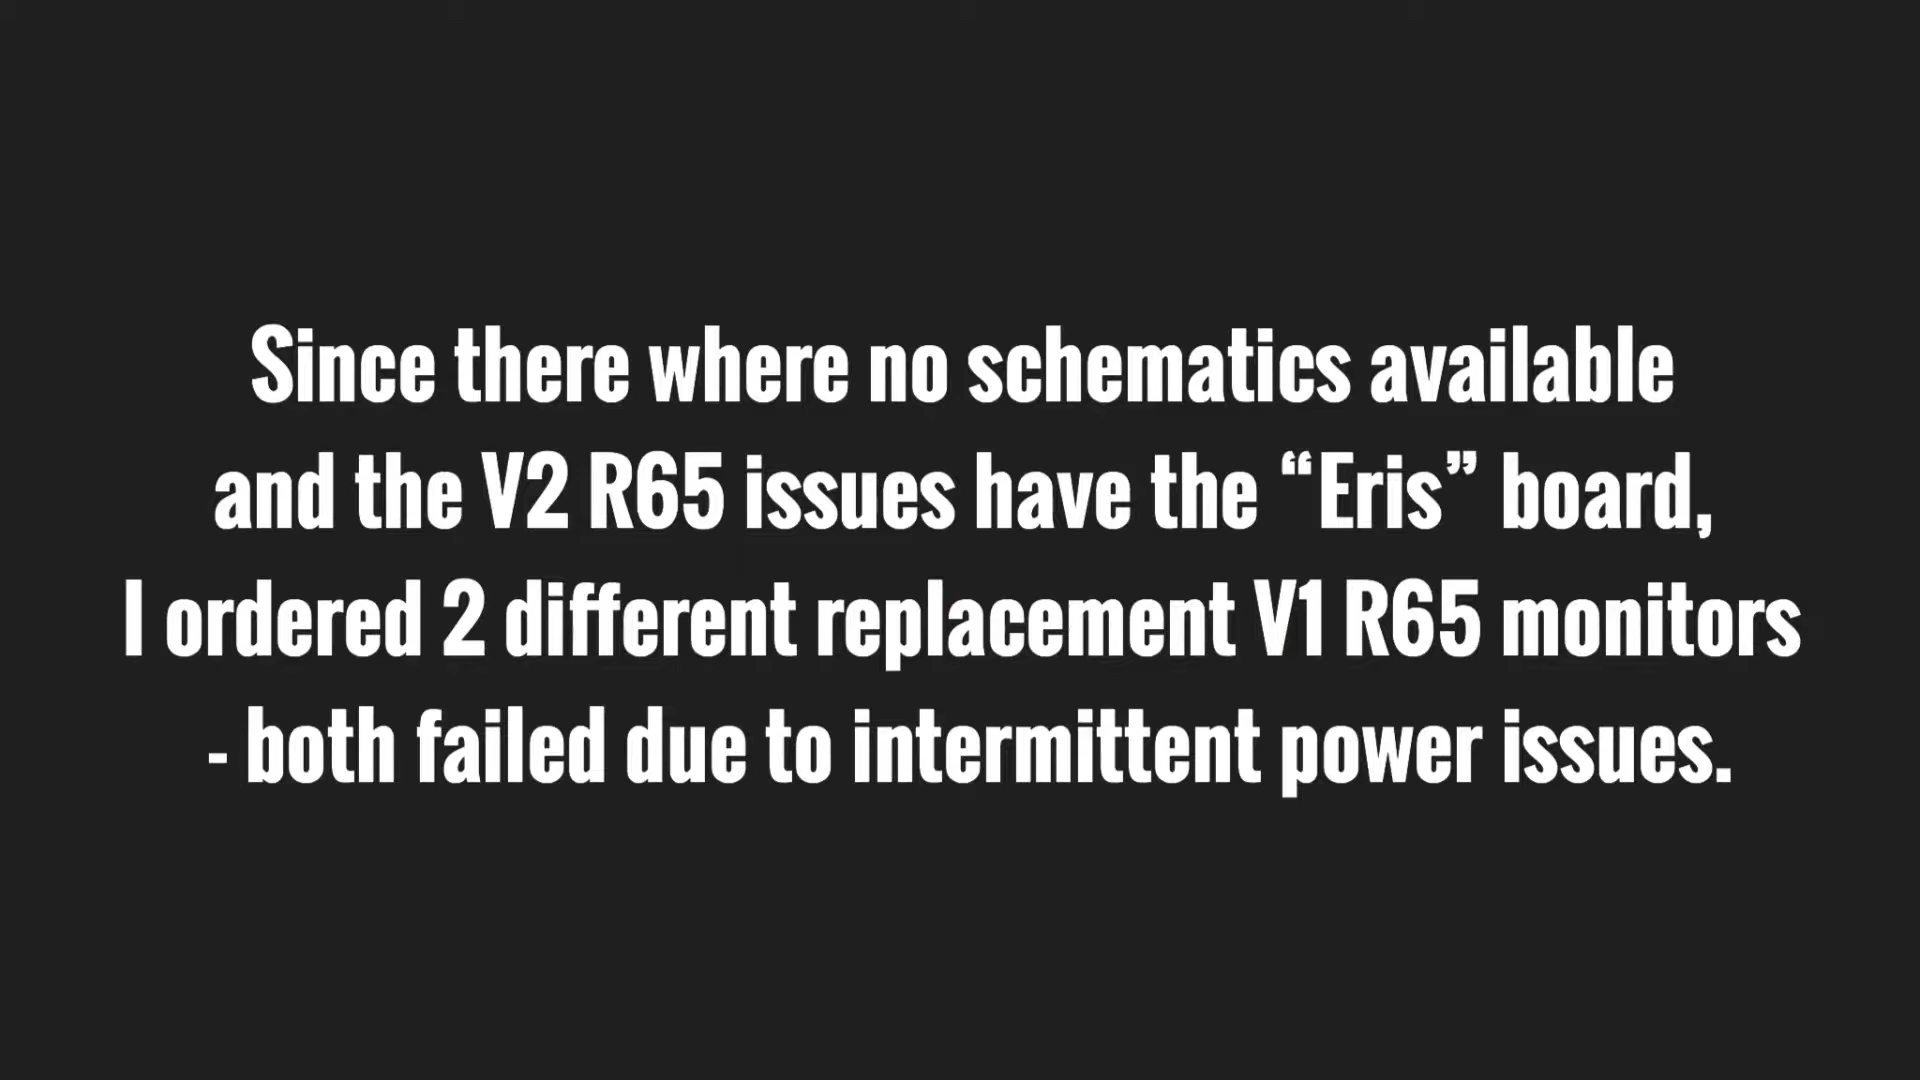 Since there where no schematics available
and the V2 R65 issues have the “Eris” board,
I ordered 2 different replacement V1 R65 monitors
- both failed due to intermittent power issues.